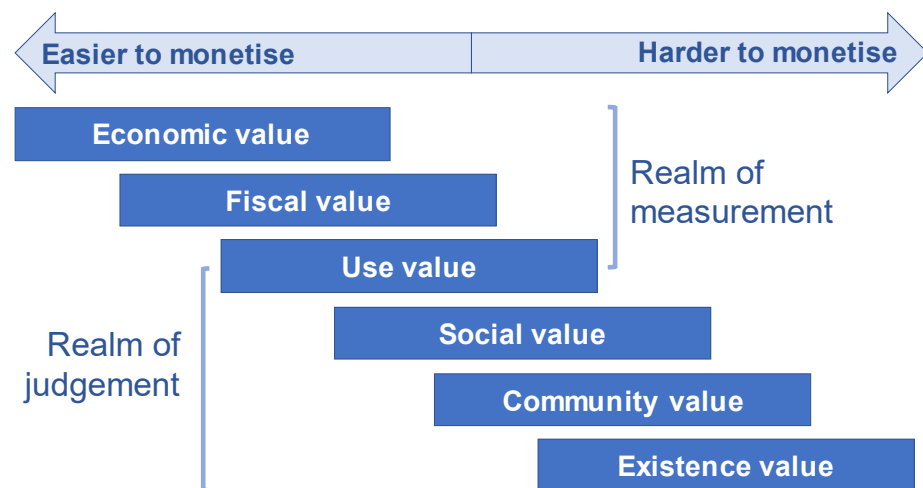 Easier to monetise
Harder to monetise
Economic value
Fiscal value
Realm of
measurement
Use value
Social value
Realm of
judgement
Community value
Existence value